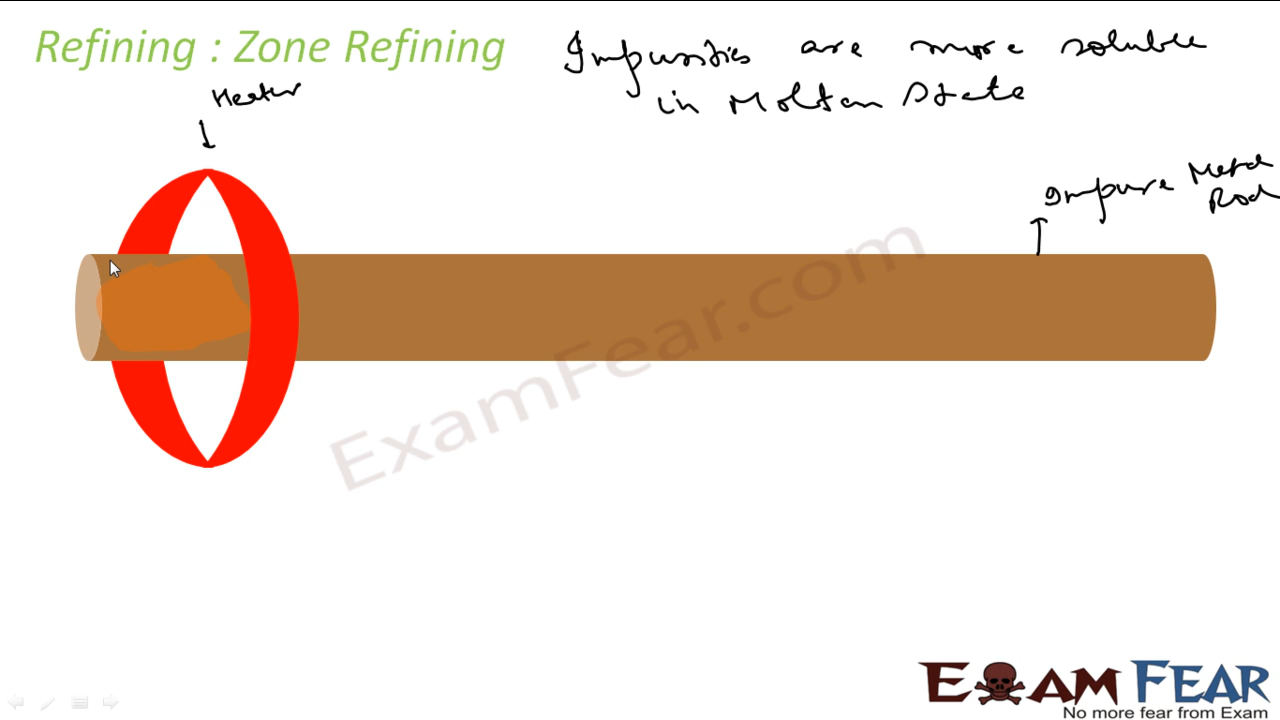 Refining : Zone Refining
Impurities are more soluble
in Moltan State
Heater
Impure Metal
Rod
ExamFear.com
EXAM FEAR
No more fear from Exam